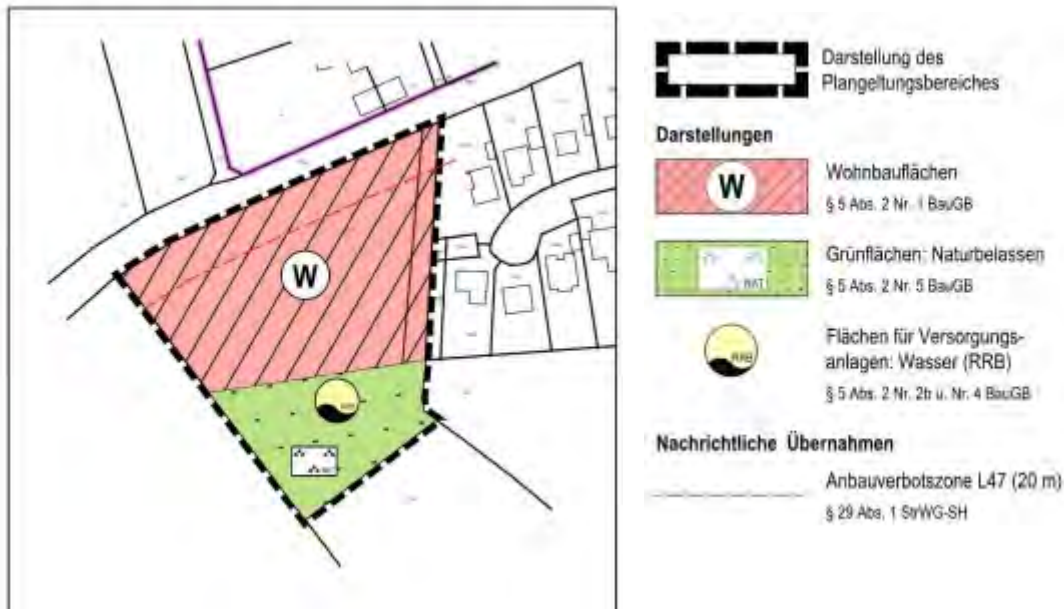 W
RRB
Darstellung des
Plangeltungsbereiches
Darstellungen
W
Wohnbauflächen
§ 5 Abs. 2 Nr. 1 BauGB
NAT
Grünflächen: Naturbelassen
§ 5 Abs. 2 Nr. 5 BauGB
RRB
Flächen für Versorgungs-
anlagen: Wasser (RRB)
§ 5 Abs. 2 Nr. 2b u. Nr. 4 BauGB
Nachrichtliche Übernahmen
Anbauverbotszone L47 (20 m)
§ 29 Abs. 1 StrWG-SH